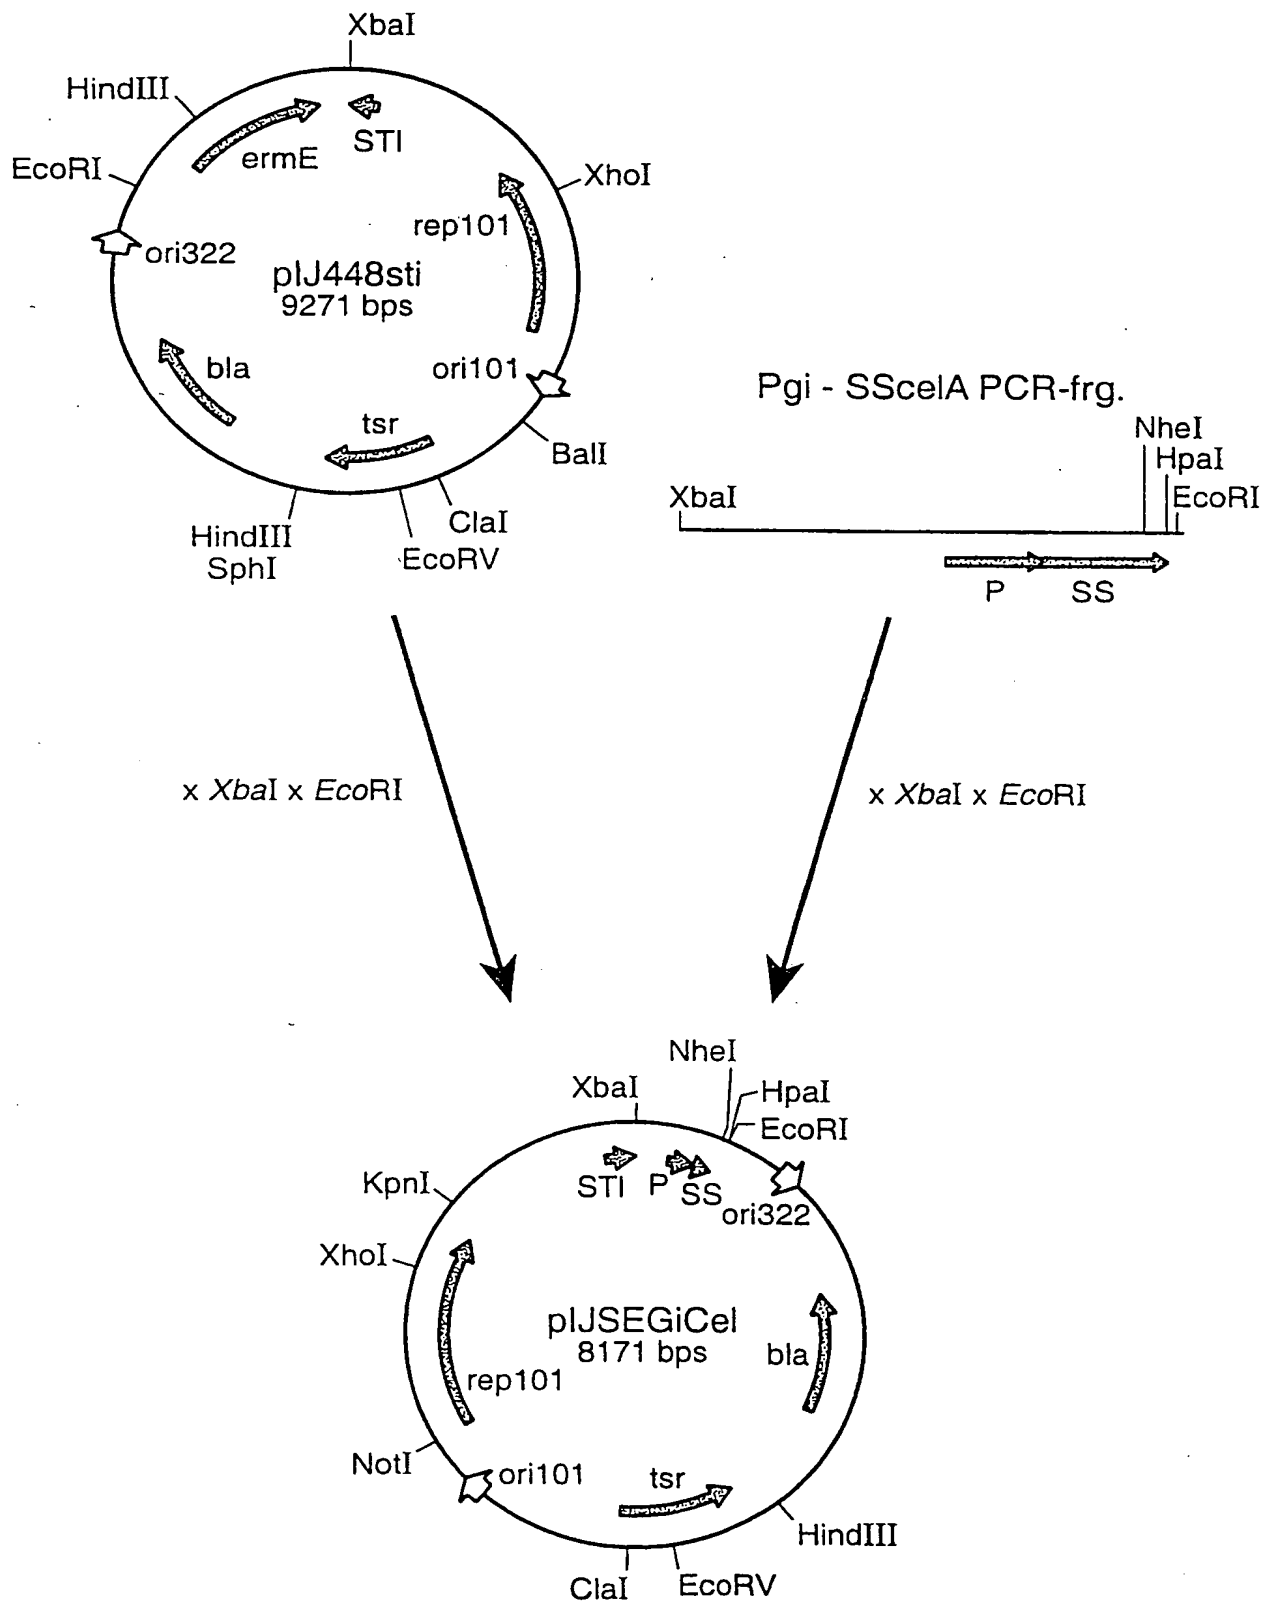 XbaI
HindIII
ermE
STI
EcoRI
XhoI
rep101
ori322
pIJ448sti
9271 bps
bla
ori101
tsr
BalI
HindIII
SphI
ClaI
EcoRV
Pgi - SScelA PCR-frg.
NheI
HpaI
XbaI
EcoRI
P
SS
x XbaI x EcoRI
x XbaI x EcoRI
NheI
XbaI
HpaI
EcoRI
KpnI
STI
P
SS
ori322
XhoI
pIJSEGiCel
8171 bps
bla
rep101
NotI
ori101
tsr
HindIII
ClaI
EcoRV